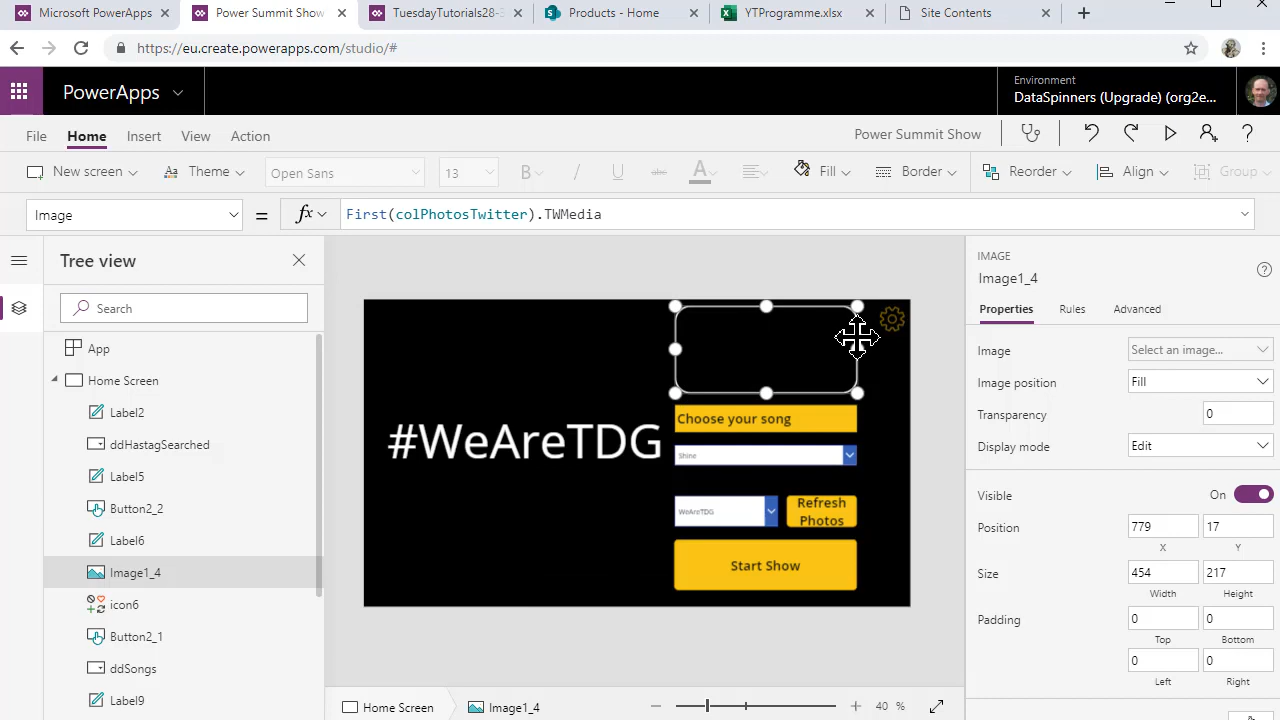 Microsoft PowerApps
Power Summit Show
TuesdayTutorials28-3
Products - Home
YTProgramme.xlsx
Site Contents
https://eu.create.powerapps.com/studio/#
PowerApps
Environment
DataSpinners (Upgrade) (org2e...
File
Home
Insert
View
Action
Power Summit Show
New screen
Theme
Open Sans
13
B
I
U
abc
A
Fill
Border
Reorder
Align
Group
Image
=
fx
First(colPhotosTwitter).TWMedia
Tree view
Search
App
Home Screen
Label2
ddHastagSearched
Label5
Button2_2
Label6
Image1_4
icon6
Button2_1
ddSongs
Label9
#WeAreTDG
Choose your song
Shine
WeAreTDG
Refresh
Photos
Start Show
IMAGE
Image1_4
Properties
Rules
Advanced
Image
Select an image...
Image position
Fill
Transparency
0
Display mode
Edit
Visible
On
Position
779
17
X
Y
Size
454
217
Width
Height
Padding
0
0
Top
Bottom
0
0
Left
Right
Home Screen
Image1_4
40 %